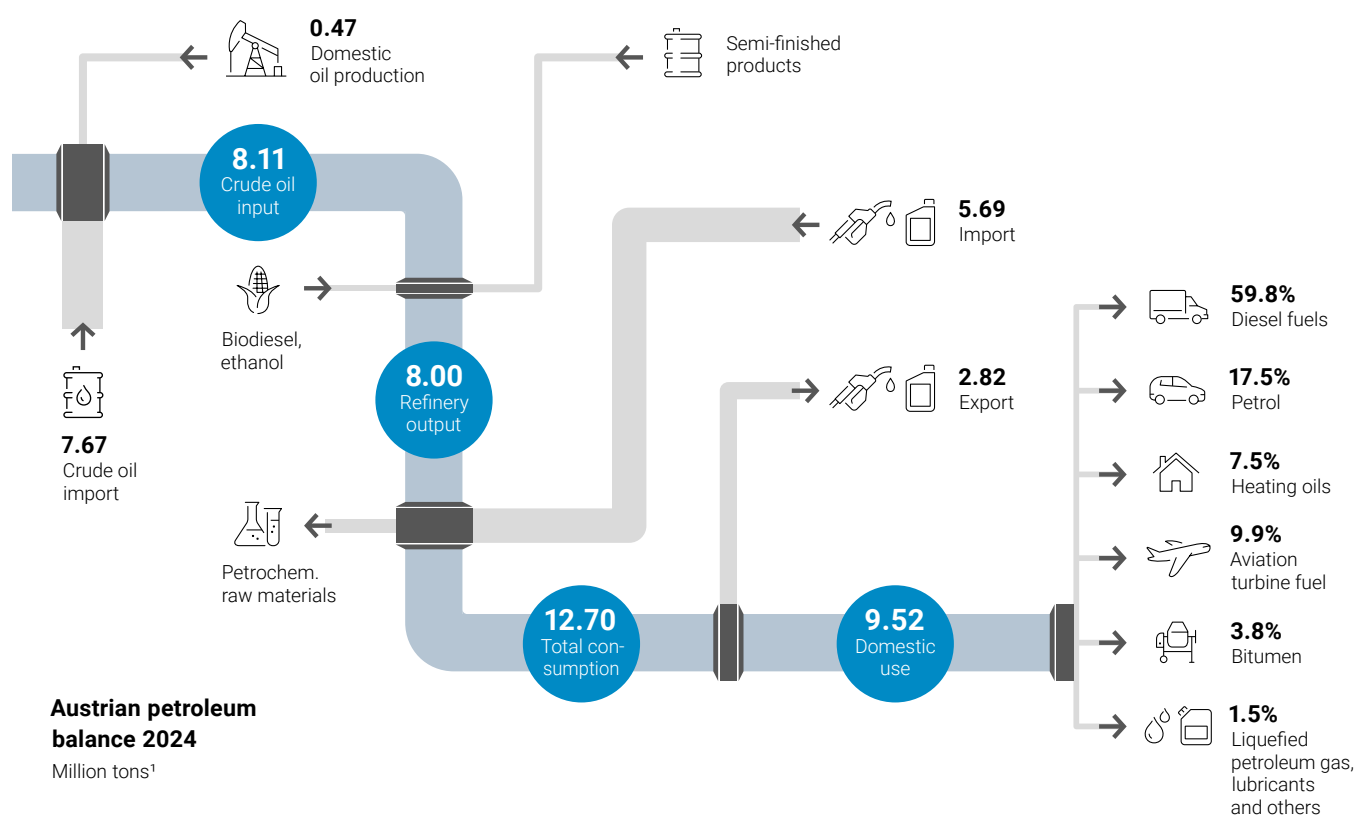 0.47
Domestic
oil production
Semi-finished
products
8.11
Crude oil
input
5.69
Import
Biodiesel,
ethanol
59.8%
Diesel fuels
8.00
Refinery
output
2.82
Export
17.5%
Petrol
7.67
Crude oil
import
7.5%
Heating oils
Petrochem.
raw materials
9.9%
Aviation
turbine fuel
12.70
Total con-
sumption
9.52
Domestic
use
3.8%
Bitumen
1.5%
Liquefied
petroleum gas,
lubricants
and others
Austrian petroleum
balance 2024
Million tons¹